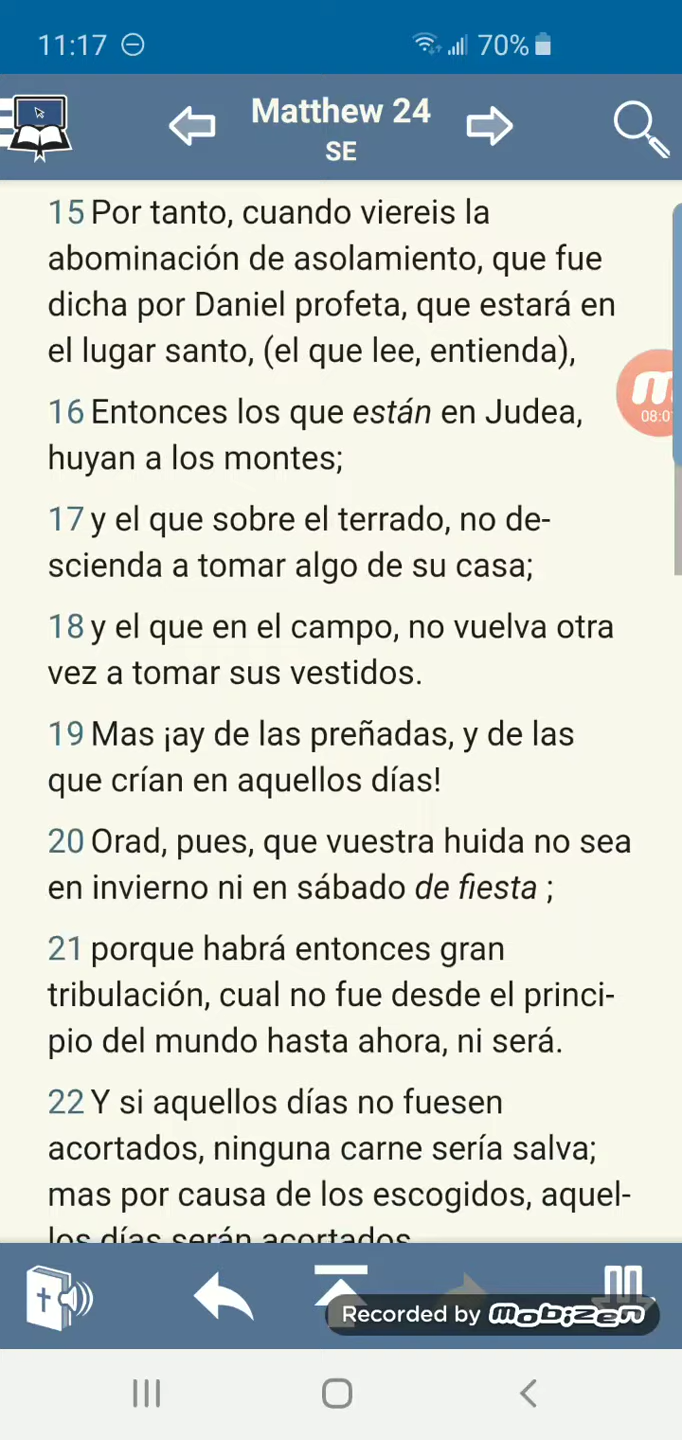 11:17 70%
Matthew 24
SE
15 Por tanto, cuando viereis la
abominación de asolamiento, que fue
dicha por Daniel profeta, que estará en
el lugar santo, (el que lee, entienda),
16 Entonces los que están en Judea,
huyan a los montes;
17 y el que sobre el terrado, no de-
scienda a tomar algo de su casa;
18 y el que en el campo, no vuelva otra
vez a tomar sus vestidos.
19 Mas ¡ay de las preñadas, y de las
que crían en aquellos días!
20 Orad, pues, que vuestra huida no sea
en invierno ni en sábado de fiesta ;
21 porque habrá entonces gran
tribulación, cual no fue desde el princi-
pio del mundo hasta ahora, ni será.
22 Y si aquellos días no fuesen
acortados, ninguna carne sería salva;
mas por causa de los escogidos, aquel-
los días serán acortados
Recorded by mobizen